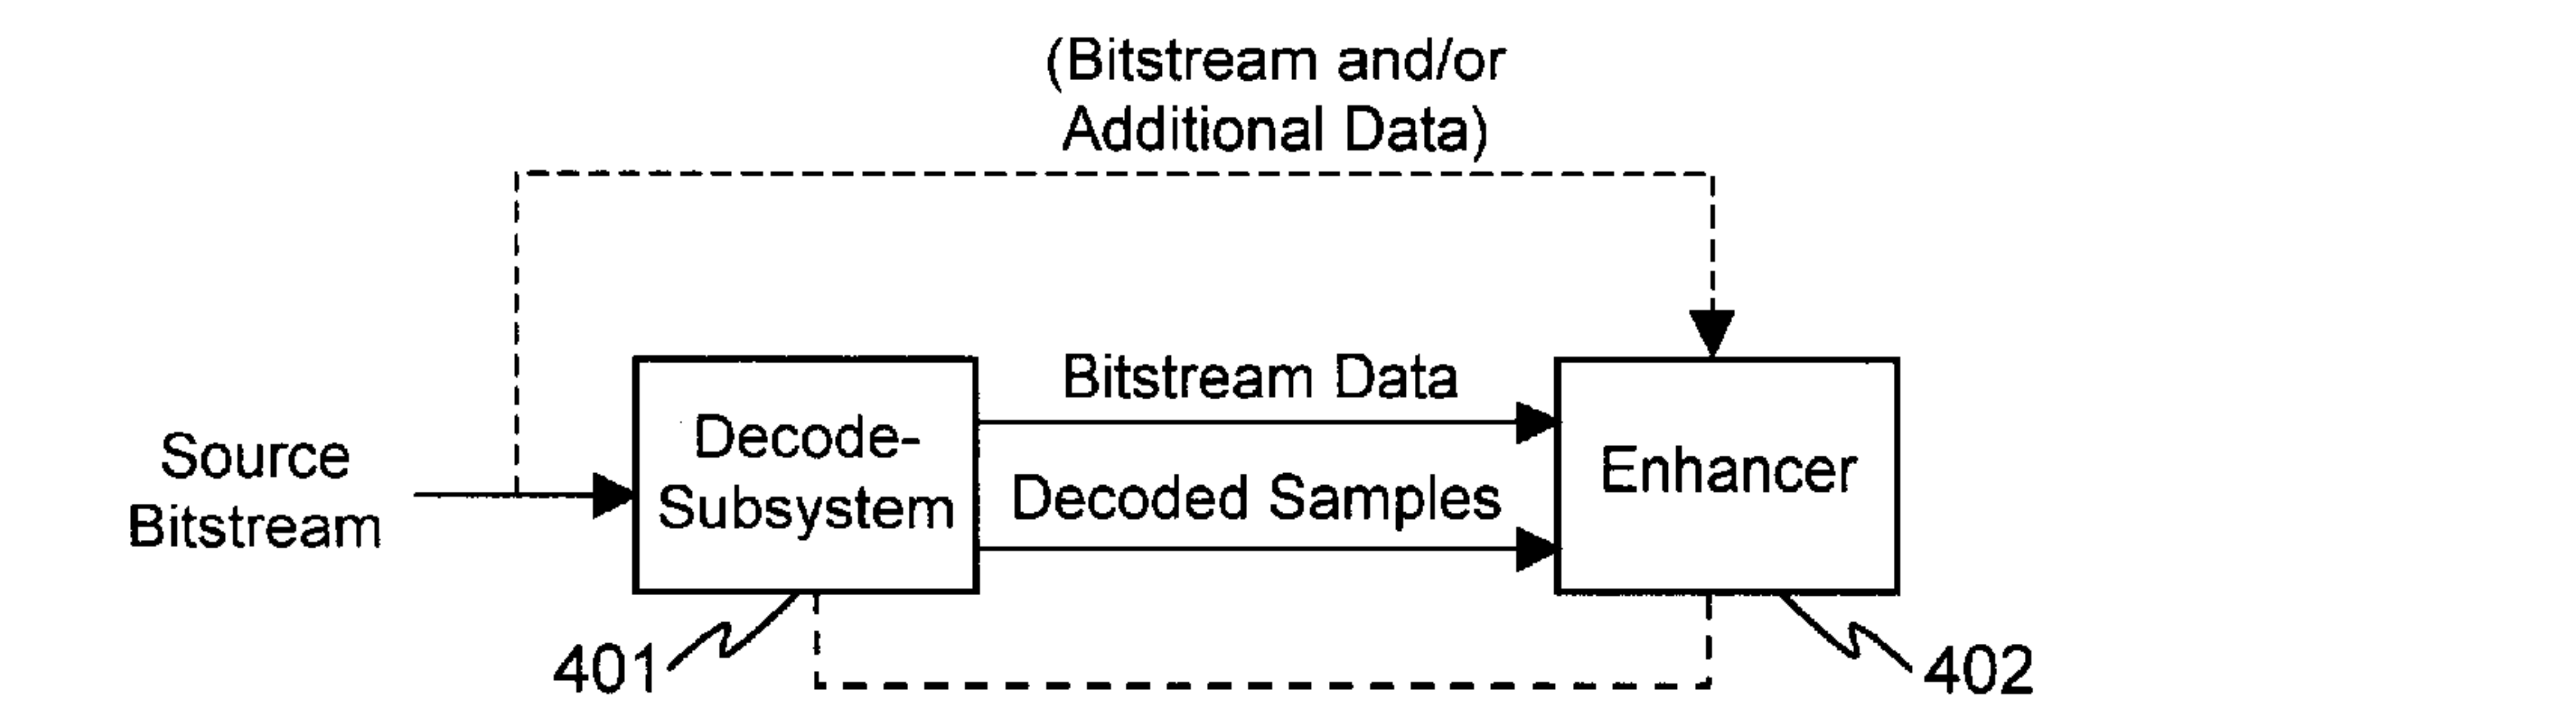 (Bitstream and/or
Additional Data)
Source
Bitstream
Decode-
Subsystem
Bitstream Data
Decoded Samples
Enhancer
401
402